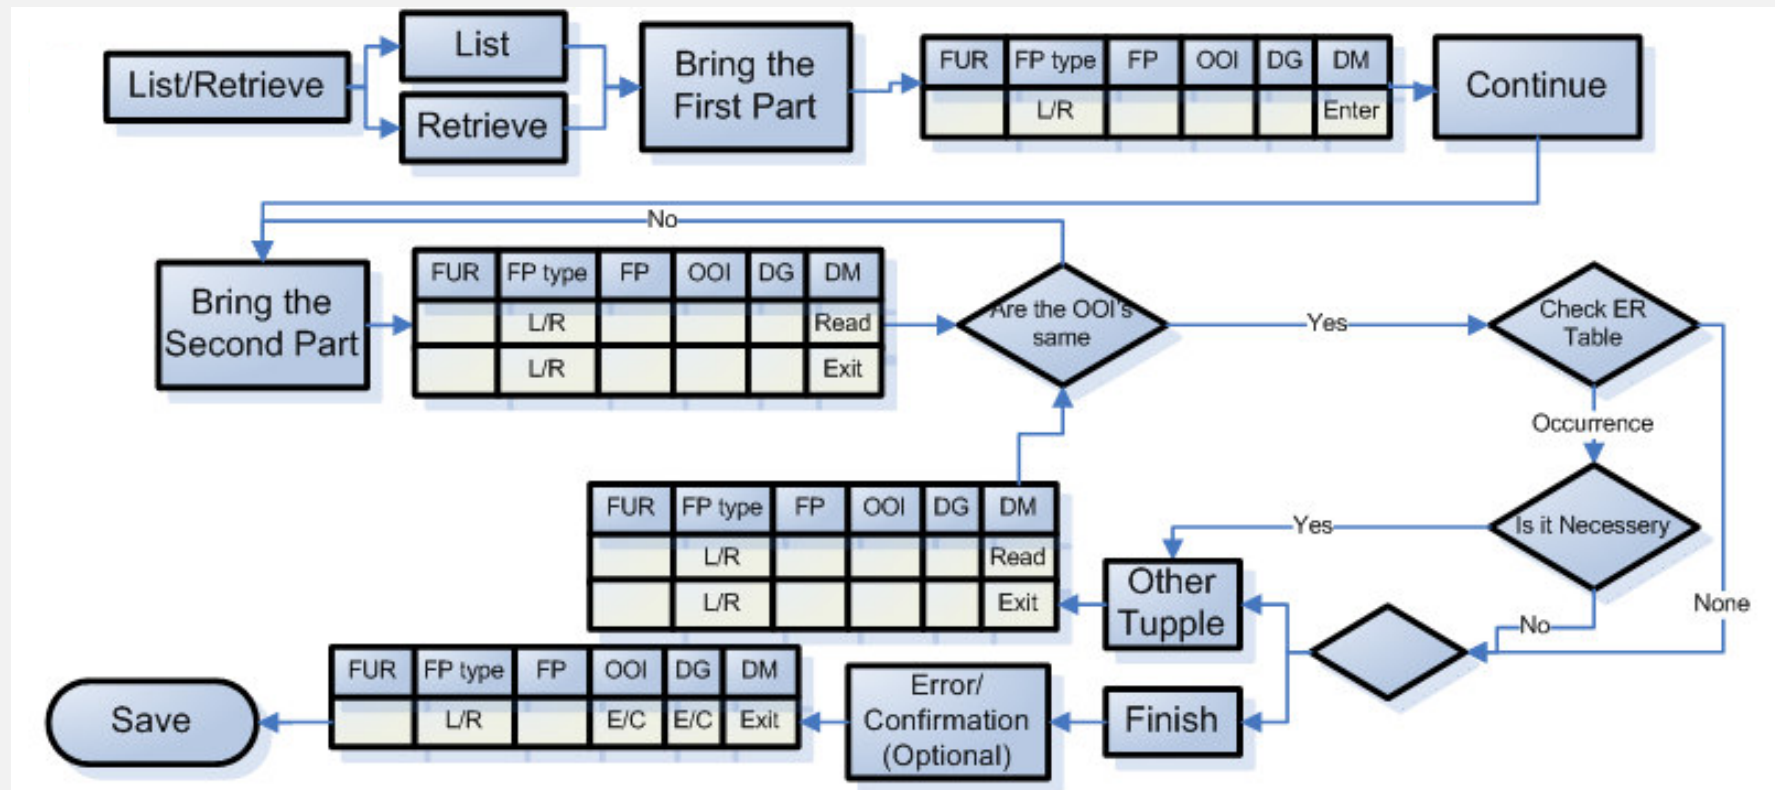 List/Retrieve
List
Retrieve
Bring the
First Part
FUR FP type FP OOI DG DM
L/R Enter
Continue
No
Bring the
Second Part
FUR FP type FP OOI DG DM
L/R Read
L/R Exit
Are the OOI's
same
Yes
Check ER
Table
Occurrence
Is it Necessery
Yes
No
None
Other
Tupple
FUR FP type FP OOI DG DM
L/R Read
L/R Exit
Finish
Error/
Confirmation
(Optional)
FUR FP type FP OOI DG DM
L/R E/C E/C Exit
Save